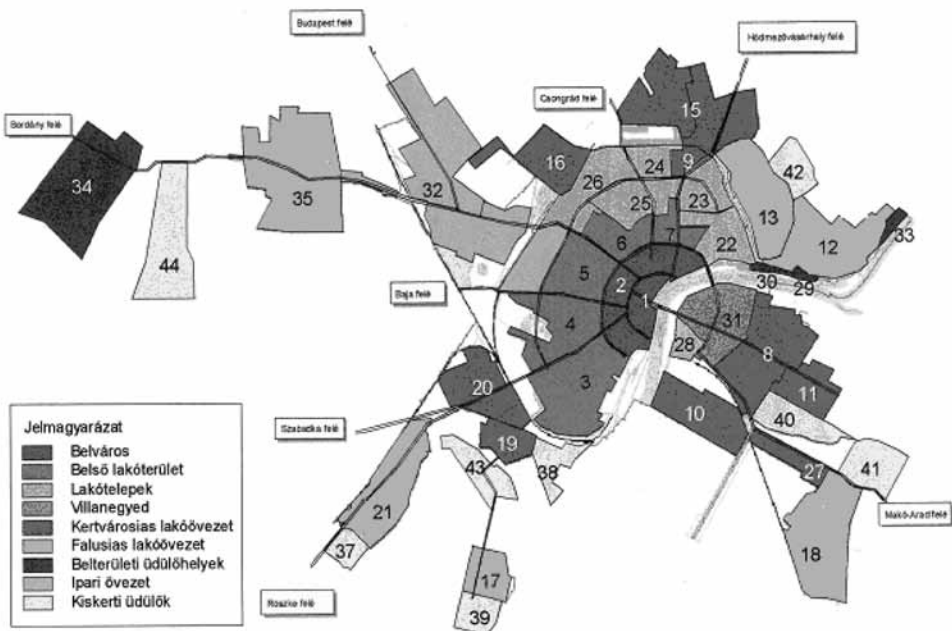 Budapest felé
Hódmezővásárhely felé
Csongrád felé
Bordány felé
15
16
9
24
42
34
35
32
26
25
23
13
44
6
7
22
12
33
5
2
30
29
Baja felé
1
31
4
28
8
3
20
11
10
40
Szabadka felé
19
43
38
27
41
Makó-Arad felé
21
37
18
17
39
Röszke felé
Jelmagyarázat
Belváros
Belső lakóterület
Lakótelepek
Villanegyed
Kertvárosias lakóövezet
Falusias lakóövezet
Belterületi üdülőhelyek
Ipari övezet
Kiskerti üdülők